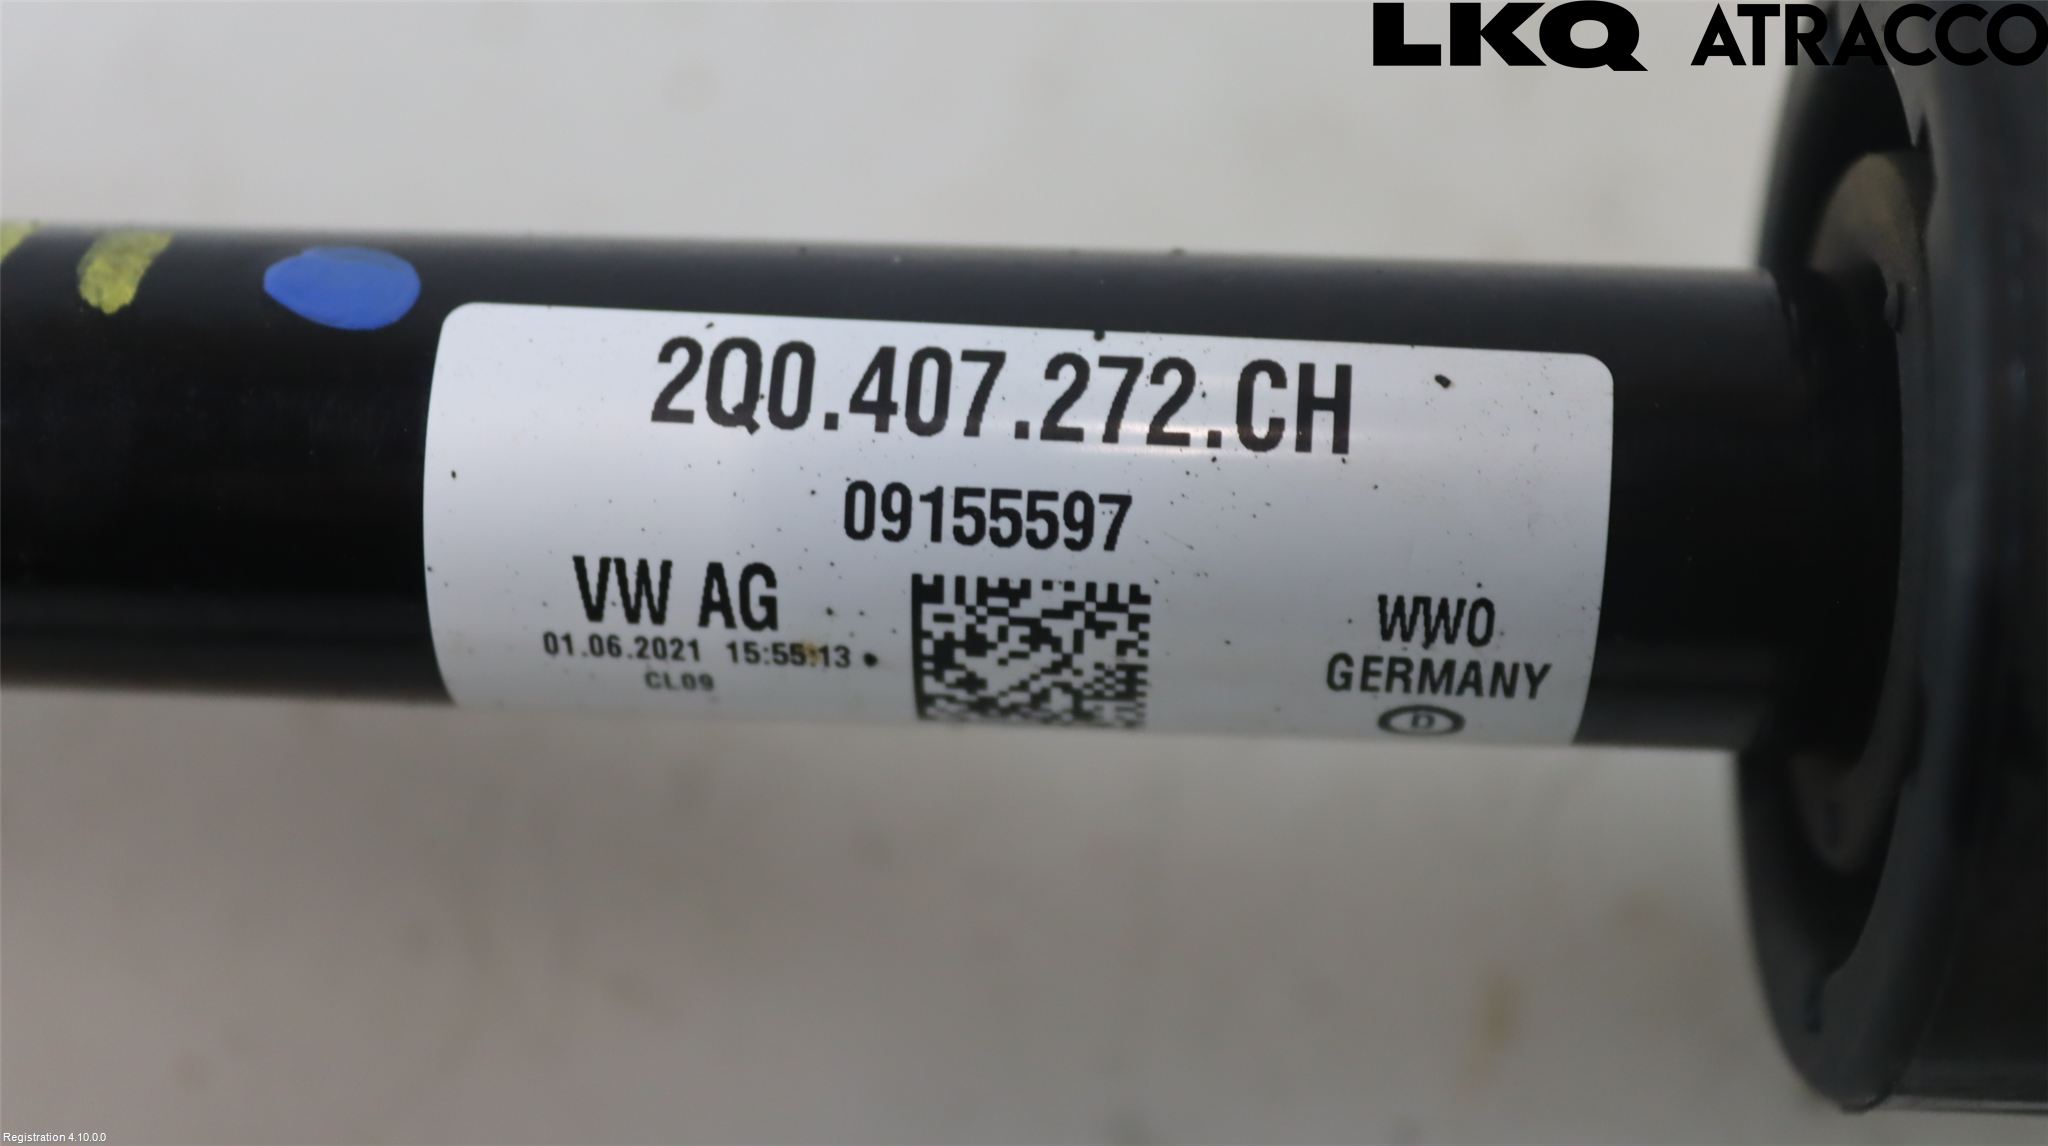 LKQ ATRACCO
2Q0.407.272.CH
09155597
VW AG
01.06.2021 15:55:13
CL09
WWO
GERMANY
D
Registration 4.10.0.0